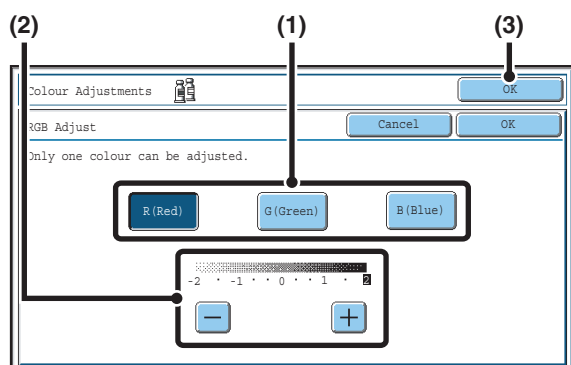 (2) (1) (3)
Colour Adjustments OK
RGB Adjust Cancel OK
Only one colour can be adjusted.
R(Red) G(Green) B(Blue)
-2 · -1 · · 0 · · 1 · 2
− +